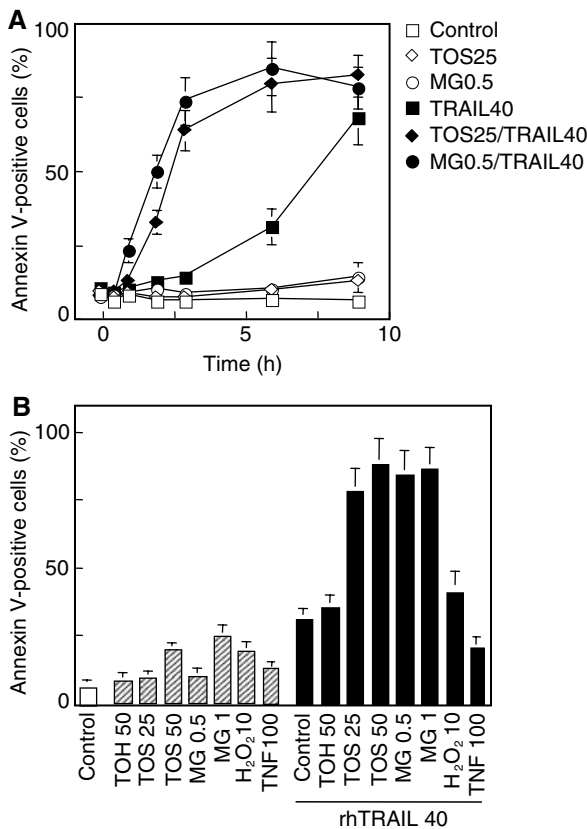 A
100
50
0
Annexin V-positive cells (%)
0
5
10
Time (h)
Control
TOS25
MG0.5
TRAIL40
TOS25/TRAIL40
MG0.5/TRAIL40
B
100
50
0
Annexin V-positive cells (%)
Control
TOH 50
TOS 25
TOS 50
MG 0.5
MG 1
H₂O₂ 10
TNF 100
Control
TOH 50
TOS 25
TOS 50
MG 0.5
MG 1
H₂O₂ 10
TNF 100
rhTRAIL 40